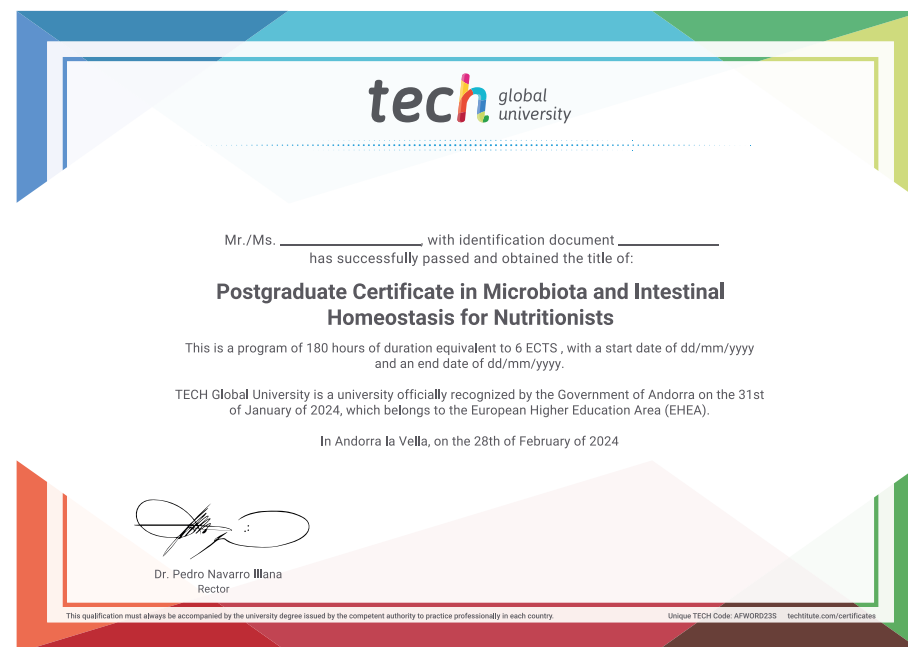 tech global university
Mr./Ms. ____________________, with identification document ______________
has successfully passed and obtained the title of:
Postgraduate Certificate in Microbiota and Intestinal
Homeostasis for Nutritionists
This is a program of 180 hours of duration equivalent to 6 ECTS , with a start date of dd/mm/yyyy
and an end date of dd/mm/yyyy.
TECH Global University is a university officially recognized by the Government of Andorra on the 31st
of January of 2024, which belongs to the European Higher Education Area (EHEA).
In Andorra la Vella, on the 28th of February of 2024
Dr. Pedro Navarro Illana
Rector
This qualification must always be accompanied by the university degree issued by the competent authority to practice professionally in each country.
Unique TECH Code: AFWORD23S techtitute.com/certificates